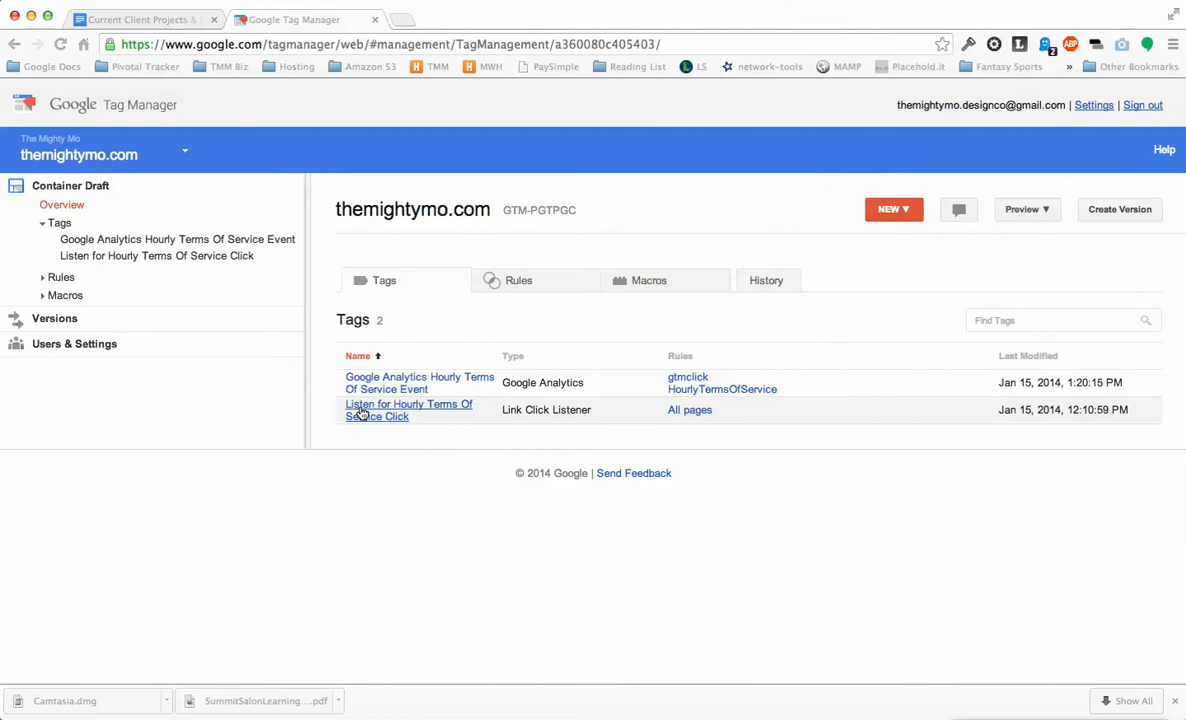 Current Client Projects &
Google Tag Manager
https://www.google.com/tagmanager/web/#management/TagManagement/a360080c405403/
Google Docs
Pivotal Tracker
TMM Biz
Hosting
Amazon S3
TMM
MWH
PaySimple
Reading List
LS
network-tools
MAMP
Placehold.it
Fantasy Sports
»
Other Bookmarks
Google Tag Manager
themightymo.designco@gmail.com | Settings | Sign out
The Mighty Mo
themightymo.com
Help
Container Draft
Overview
Tags
Google Analytics Hourly Terms Of Service Event
Listen for Hourly Terms Of Service Click
Rules
Macros
Versions
Users & Settings
themightymo.com GTM-PGTPGC
NEW
Preview
Create Version
Tags
Rules
Macros
History
Tags 2
Find Tags
Name Type Rules Last Modified
Google Analytics Hourly Terms
Of Service Event
Google Analytics
gtmclick
HourlyTermsOfService
Jan 15, 2014, 1:20:15 PM
Listen for Hourly Terms Of
Service Click
Link Click Listener
All pages
Jan 15, 2014, 12:10:59 PM
© 2014 Google | Send Feedback
Camtasia.dmg
SummitSalonLearning....pdf
Show All